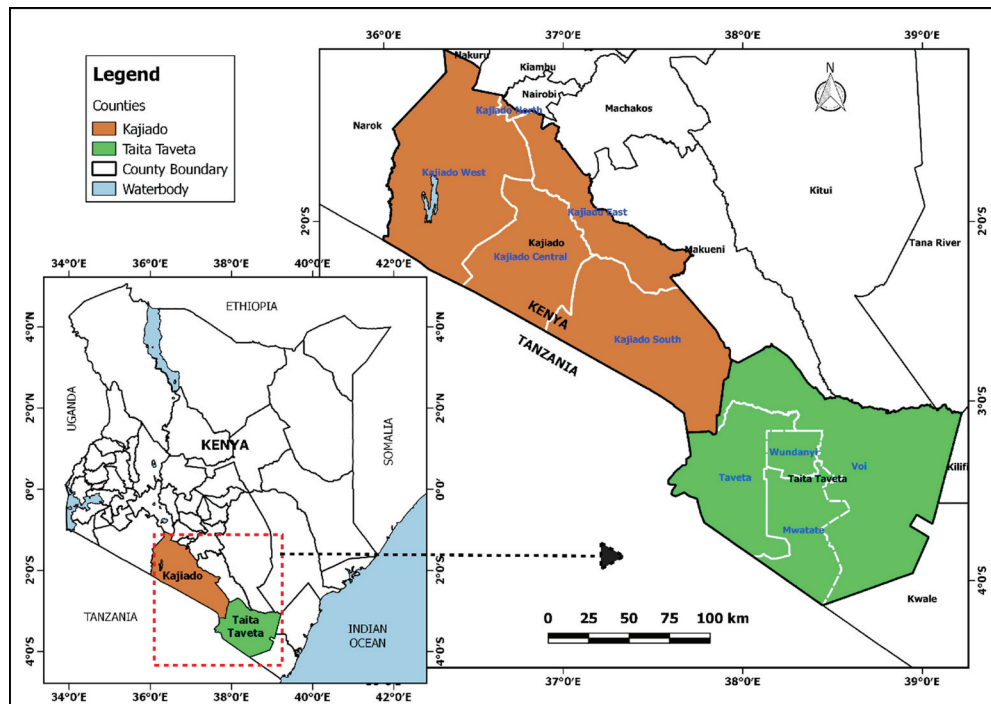 Legend
Counties
Kajiado
Taita Taveta
County Boundary
Waterbody
36°0'E 37°0'E 38°0'E 39°0'E
N
Nakuru
Kiambu
Nairobi
Kajiado North
Machakos
Narok
Kajiado West
Kitui
Kajiado East
2°0'S
2°0'S
Kajiado
Kajiado Central
Makueni
Tana River
KENYA
TANZANIA
Kajiado South
3°0'S
Wundanyi
Taveta
Taita Taveta
Voi
Kilifi
Mwatate
4°0'S
Kwale
0 25 50 75 100 km
34°0'E 36°0'E 38°0'E 40°0'E 42°0'E
ETHIOPIA
4°0'N
4°0'N
2°0'N
2°0'N
UGANDA
KENYA
SOMALIA
0°0'
0°0'
2°0'S
2°0'S
Kajiado
TANZANIA
Taita
Taveta
INDIAN
OCEAN
4°0'S
4°0'S
34°0'E 36°0'E 38°0'E 40°0'E 42°0'E
36°0'E 37°0'E 38°0'E 39°0'E